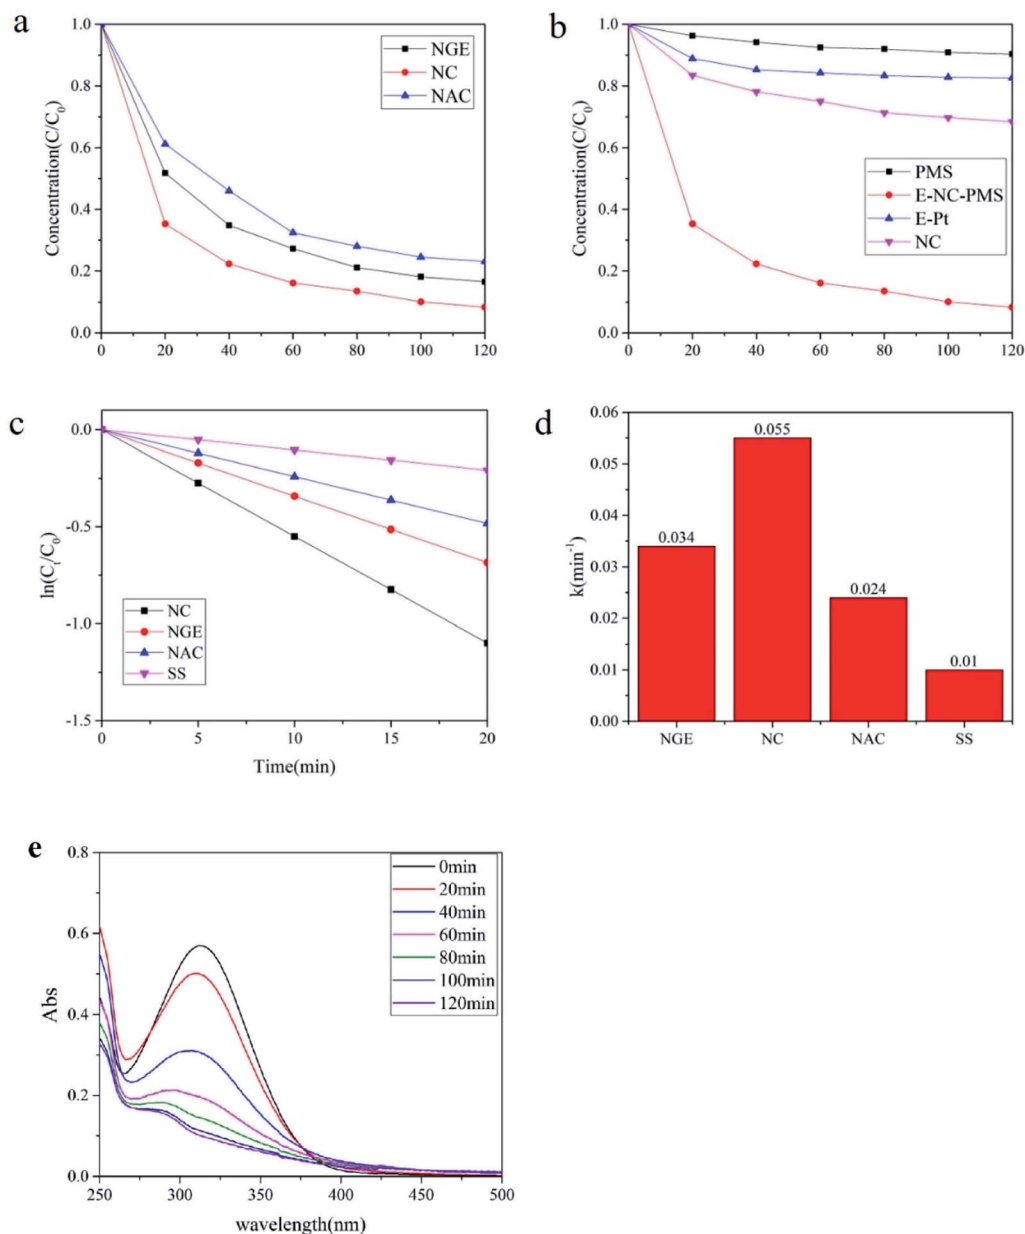 a
1.0
0.8
0.6
0.4
0.2
0.0
Concentration(C/C₀)
NGE
NC
NAC
0 20 40 60 80 100 120
b
1.0
0.8
0.6
0.4
0.2
0.0
Concentration(C/C₀)
PMS
E-NC-PMS
E-Pt
NC
0 20 40 60 80 100 120
c
0.0
-0.5
-1.0
-1.5
ln(Cₜ/C₀)
NC
NGE
NAC
SS
0 5 10 15 20
Time(min)
d
0.06
0.05
0.04
0.03
0.02
0.01
0.00
k(min⁻¹)
0.034
0.055
0.024
0.01
NGE NC NAC SS
e
0.8
0.6
0.4
0.2
0.0
Abs
0min
20min
40min
60min
80min
100min
120min
250 300 350 400 450 500
wavelength(nm)